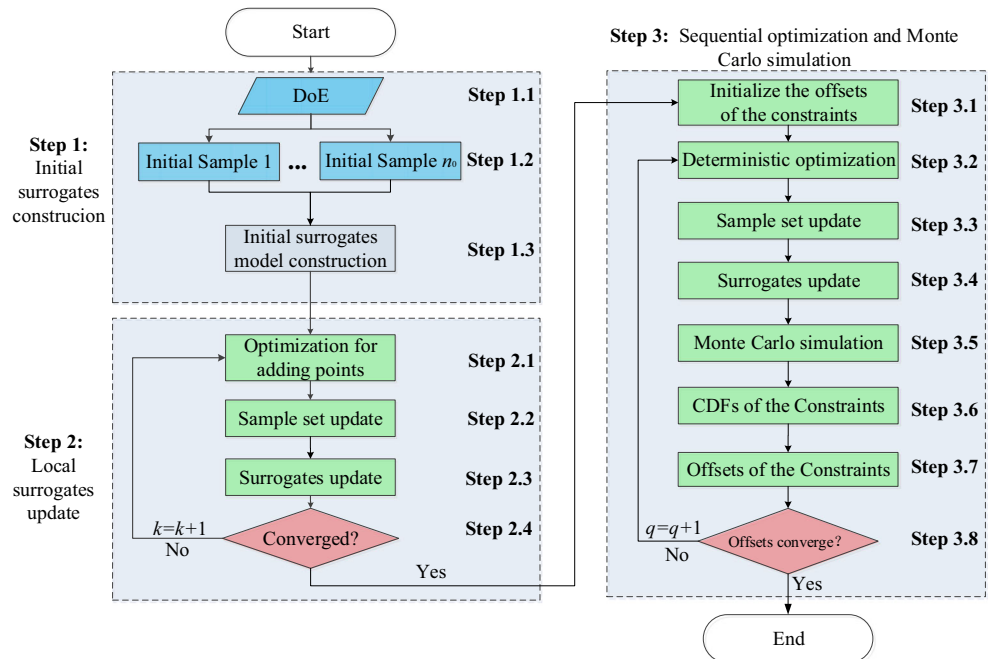 Start
Step 1:
Initial
surrogates
construcion
DoE
Step 1.1
Initial Sample 1
...
Initial Sample n₀
Step 1.2
Initial surrogates
model construction
Step 1.3
Step 2:
Local
surrogates
update
Optimization for
adding points
Step 2.1
Sample set update
Step 2.2
Surrogates update
Step 2.3
k=k+1
No
Converged?
Step 2.4
Yes
Step 3: Sequential optimization and Monte
Carlo simulation
Initialize the offsets
of the constraints
Step 3.1
Deterministic optimization
Step 3.2
Sample set update
Step 3.3
Surrogates update
Step 3.4
Monte Carlo simulation
Step 3.5
CDFs of the Constraints
Step 3.6
Offsets of the Constraints
Step 3.7
q=q+1
No
Offsets converge?
Step 3.8
Yes
End